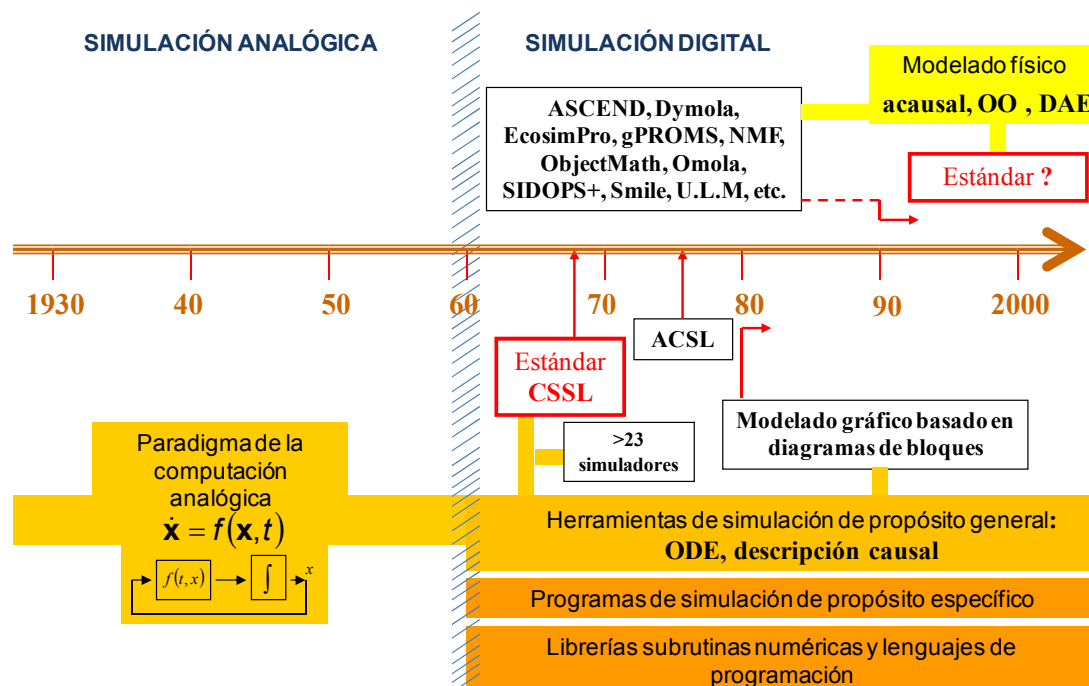 SIMULACIÓN ANALÓGICA
SIMULACIÓN DIGITAL
Modelado físico
acausal, OO , DAE
Estándar ?
ASCEND, Dymola,
EcosimPro, gPROMS, NMF,
ObjectMath, Omola,
SIDOPS+, Smile, U.L.M, etc.
1930
40
50
60
70
80
90
2000
Estándar
CSSL
ACSL
>23
simuladores
Modelado gráfico basado en
diagramas de bloques
Paradigma de la
computación
analógica
ẋ = f(x,t)
f(t,x)
∫
x
Herramientas de simulación de propósito general:
ODE, descripción causal
Programas de simulación de propósito específico
Librerías subrutinas numéricas y lenguajes de
programación